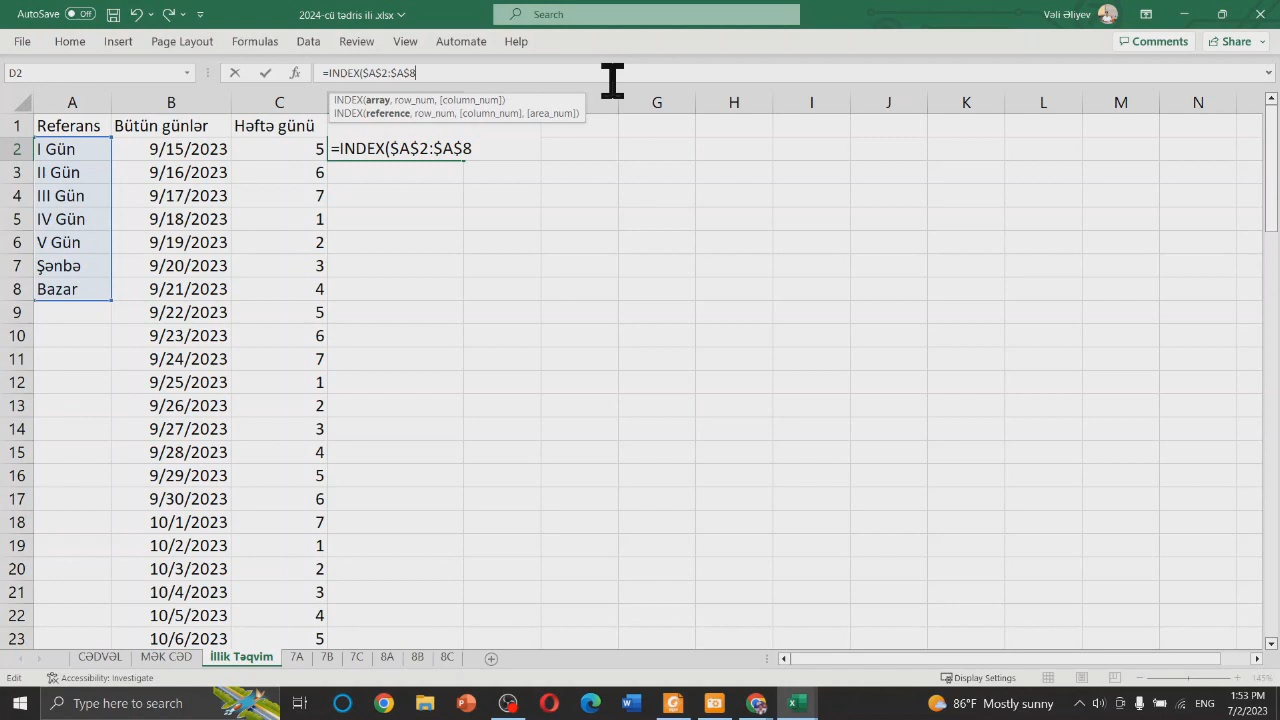 AutoSave Off 2024-cü tədris ili .xlsx Search Vəli Əliyev
File Home Insert Page Layout Formulas Data Review View Automate Help Comments Share
D2 fx =INDEX($A$2:$A$8
INDEX(array, row_num, [column_num])
INDEX(reference, row_num, [column_num], [area_num])
A B C G H I J K L M N
1 Referans Bütün günlər Həftə günü
2 I Gün 9/15/2023 5 =INDEX($A$2:$A$8
3 II Gün 9/16/2023 6
4 III Gün 9/17/2023 7
5 IV Gün 9/18/2023 1
6 V Gün 9/19/2023 2
7 Şənbə 9/20/2023 3
8 Bazar 9/21/2023 4
9 9/22/2023 5
10 9/23/2023 6
11 9/24/2023 7
12 9/25/2023 1
13 9/26/2023 2
14 9/27/2023 3
15 9/28/2023 4
16 9/29/2023 5
17 9/30/2023 6
18 10/1/2023 7
19 10/2/2023 1
20 10/3/2023 2
21 10/4/2023 3
22 10/5/2023 4
23 10/6/2023 5
CƏDVƏL MƏK CƏD İllik Təqvim 7A 7B 7C 8A 8B 8C
Edit Accessibility: Investigate Display Settings 145%
Type here to search 86°F Mostly sunny ENG 1:53 PM
7/2/2023